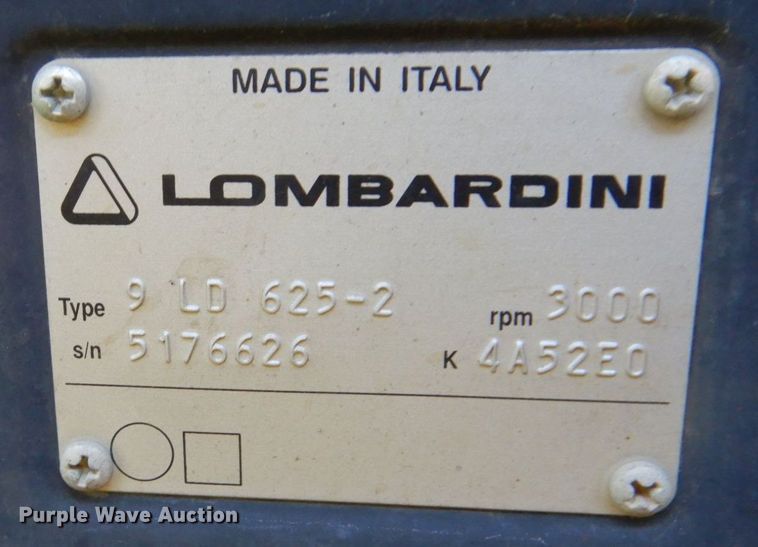 MADE IN ITALY
LOMBARDINI
Type 9 LD 625-2 rpm 3000
s/n 5176626 K 4A52E0
Purple Wave Auction